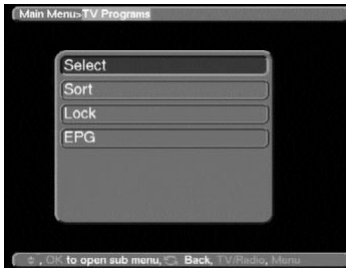 Main Menu>TV Programs
Select
Sort
Lock
EPG
, OK to open sub menu, Back, TV/Radio, Menu